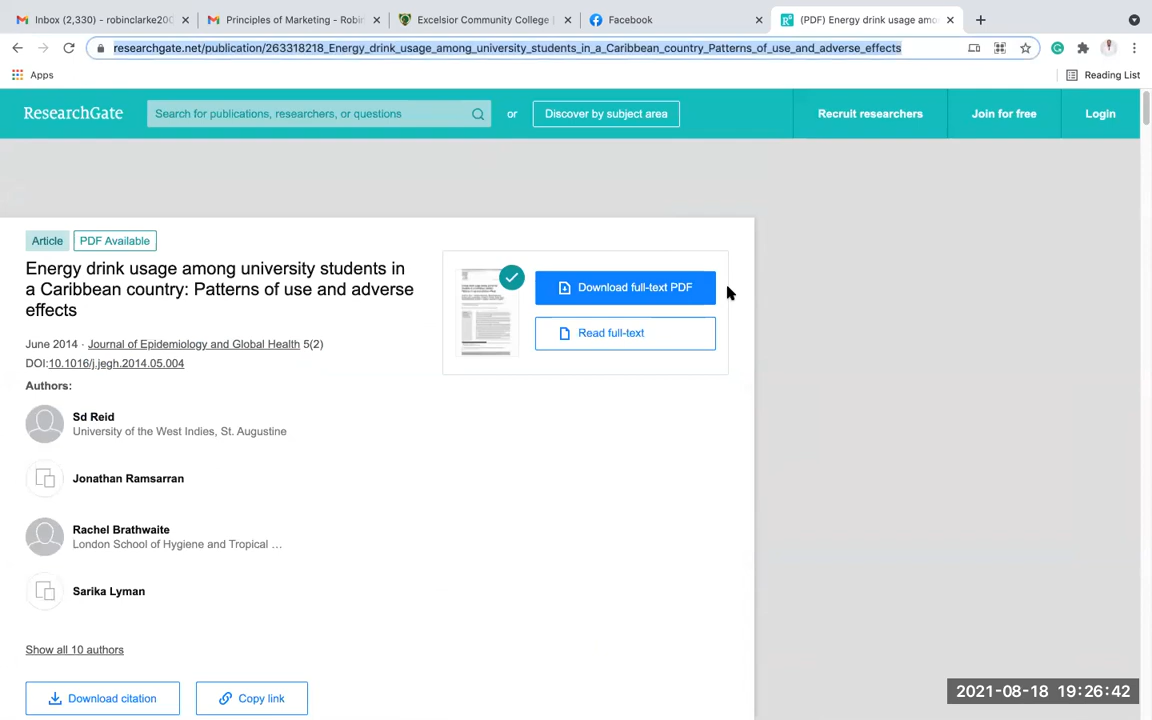 Inbox (2,330) – robinclarke200
Principles of Marketing - Robin
Excelsior Community College |
Facebook
(PDF) Energy drink usage amo
researchgate.net/publication/263318218_Energy_drink_usage_among_university_students_in_a_Caribbean_country_Patterns_of_use_and_adverse_effects
Apps
Reading List
ResearchGate
Search for publications, researchers, or questions
or
Discover by subject area
Recruit researchers
Join for free
Login
Article
PDF Available
Energy drink usage among university students in
a Caribbean country: Patterns of use and adverse
effects
Download full-text PDF
Read full-text
June 2014 · Journal of Epidemiology and Global Health 5(2)
DOI:10.1016/j.jegh.2014.05.004
Authors:
Sd Reid
University of the West Indies, St. Augustine
Jonathan Ramsarran
Rachel Brathwaite
London School of Hygiene and Tropical …
Sarika Lyman
Show all 10 authors
Download citation
Copy link
2021-08-18 19:26:42